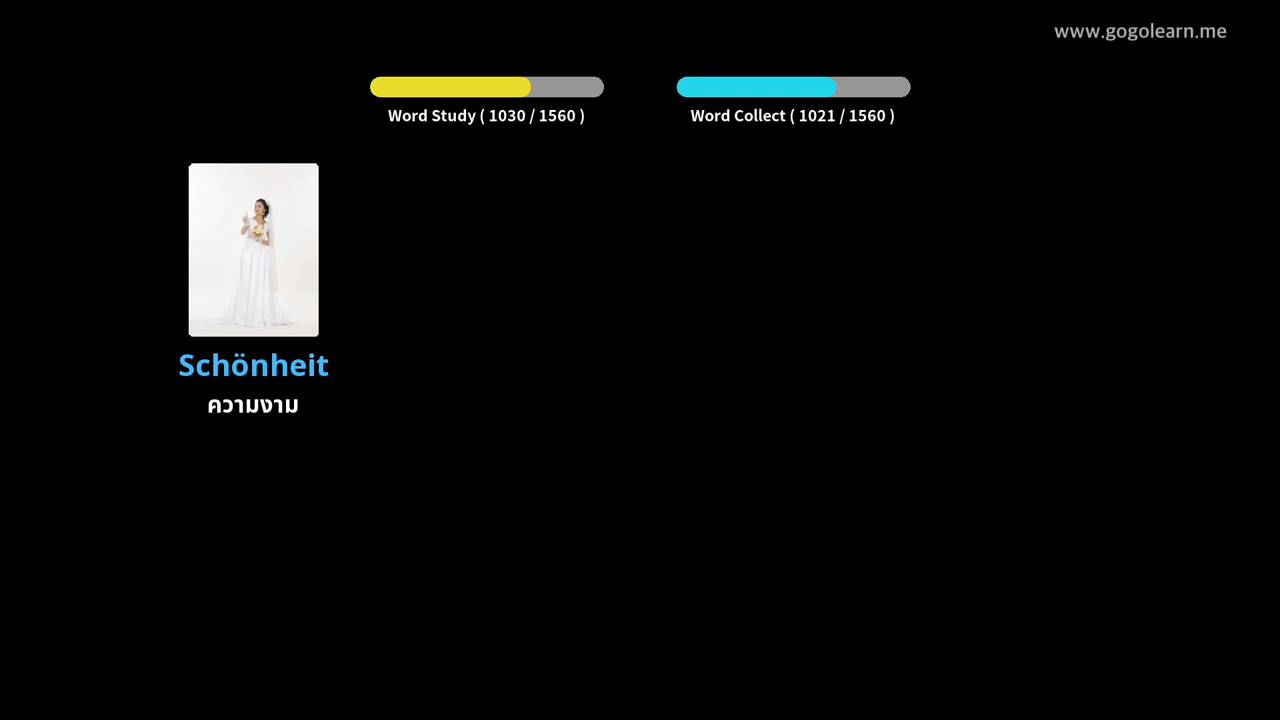 www.gogolearn.me
Word Study ( 1030 / 1560 )
Word Collect ( 1021 / 1560 )
Schönheit
ความงาม